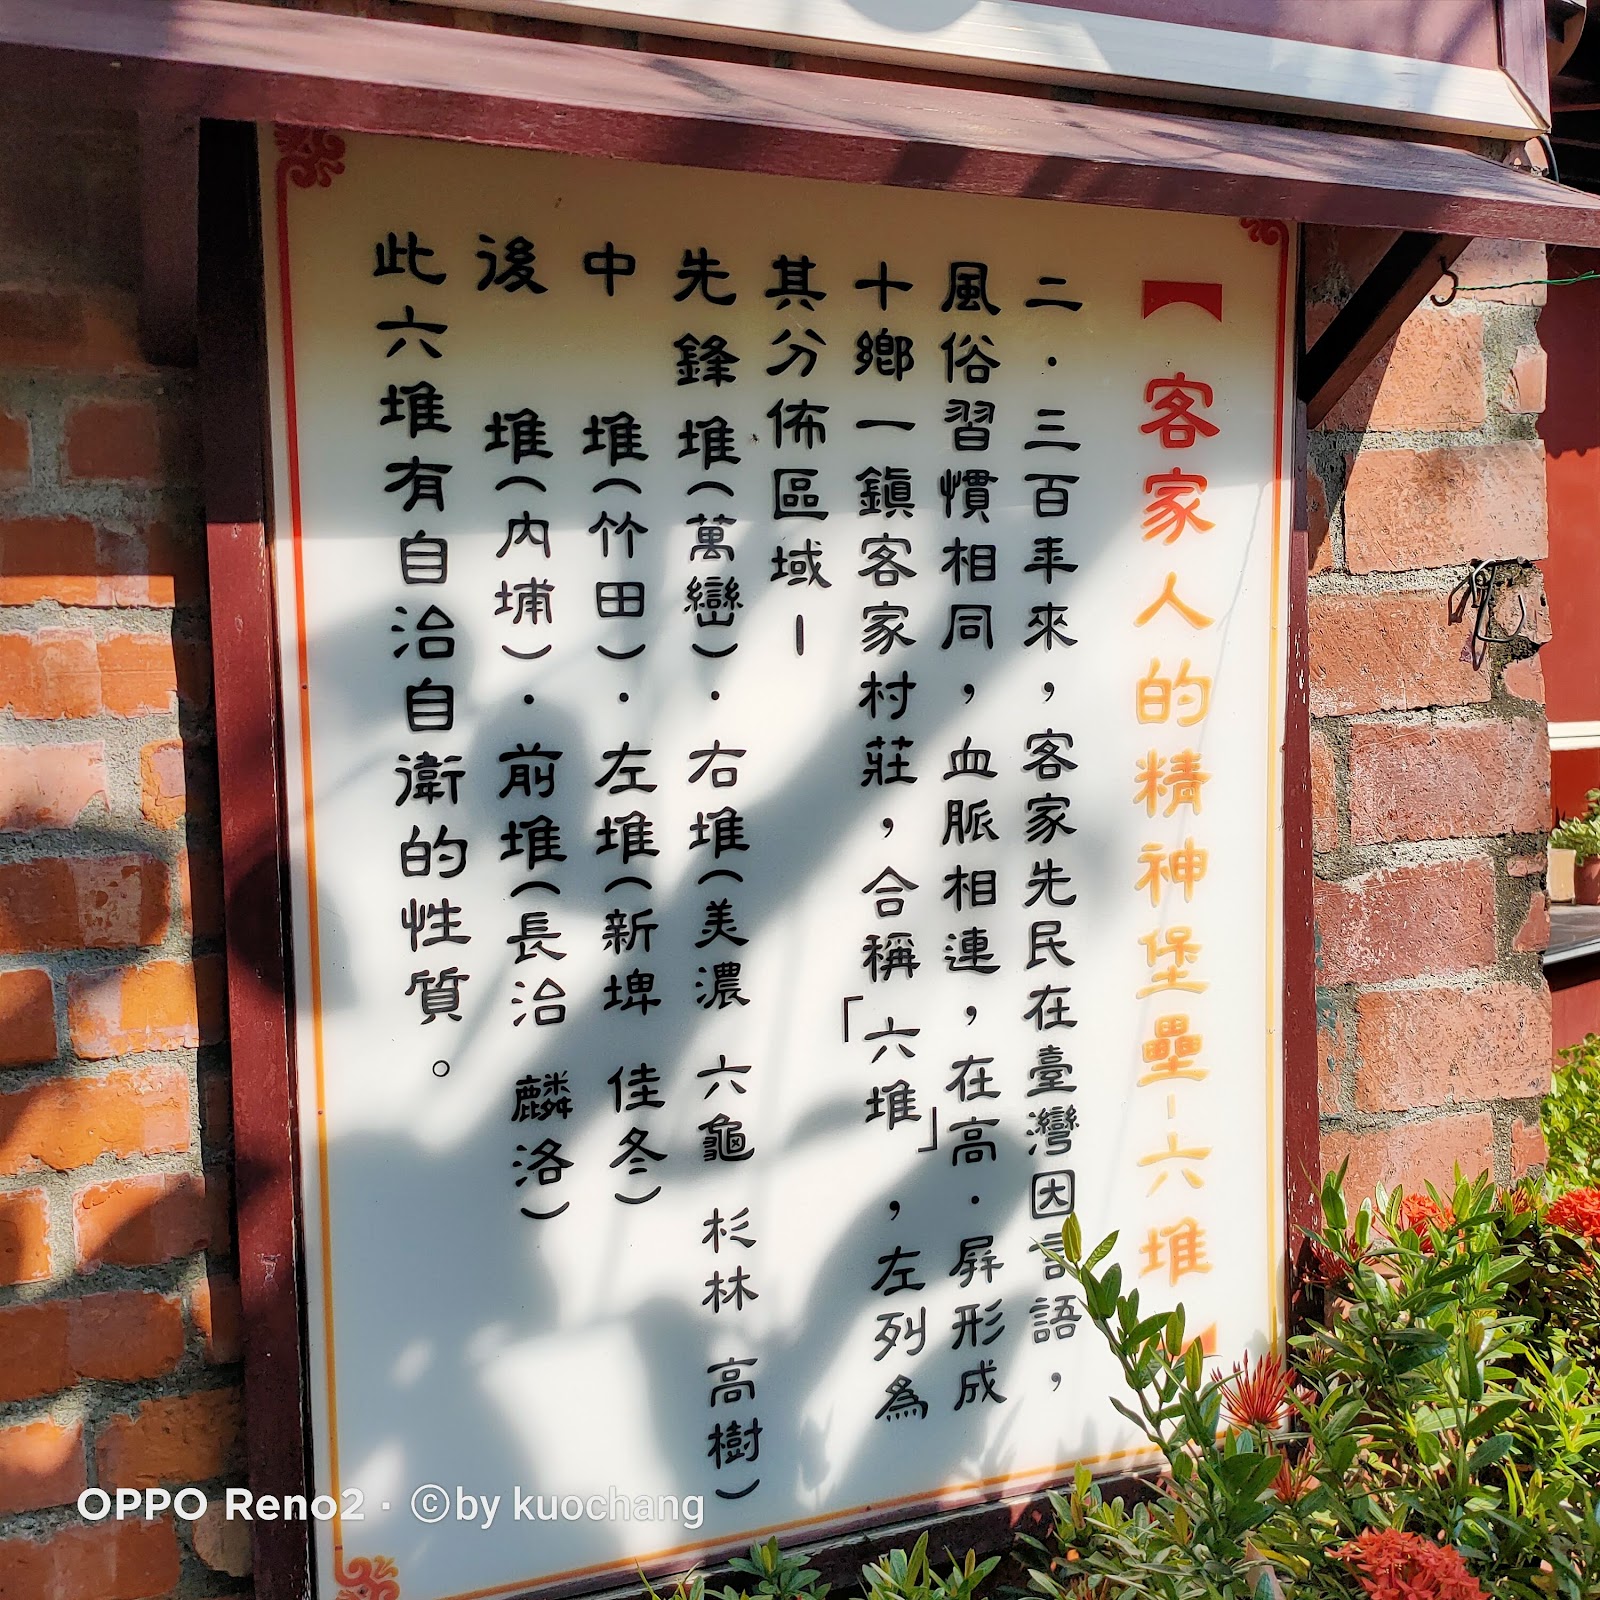 【客家人的精神堡壘-六堆】
二．三百年來，客家先民在臺灣因言語，
風俗習慣相同，血脈相連，在高．屏形成
十鄉一鎮客家村莊，合稱「六堆」，左列為
其分佈區域-
先鋒堆(萬巒)．右堆(美濃 六龜 杉林 高樹)
中 堆(竹田)．左堆(新埤 佳冬)
後 堆(內埔)．前堆(長治 麟洛)
此六堆有自治自衛的性質。
OPPO Reno2 · ©by kuochang